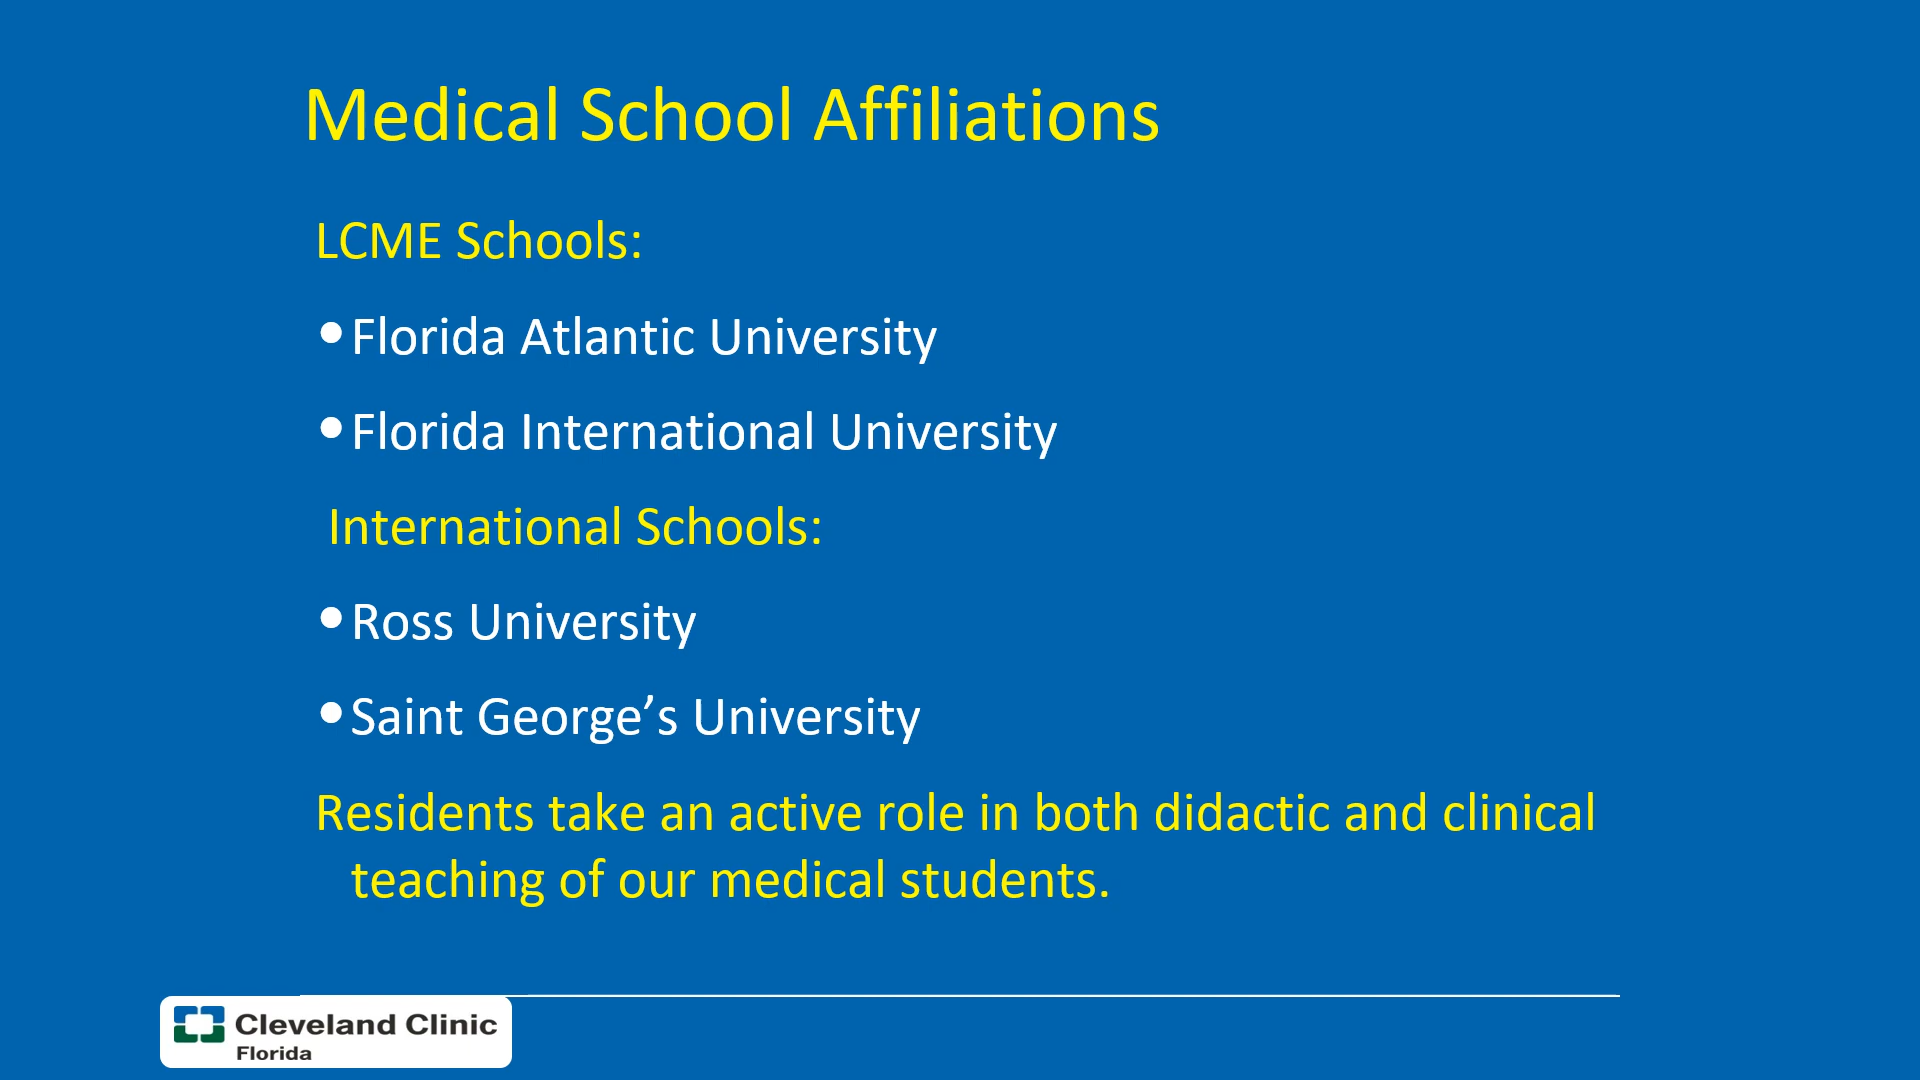 Medical School Affiliations
LCME Schools:
•Florida Atlantic University
•Florida International University
International Schools:
•Ross University
•Saint George’s University
Residents take an active role in both didactic and clinical
teaching of our medical students.
Cleveland Clinic
Florida